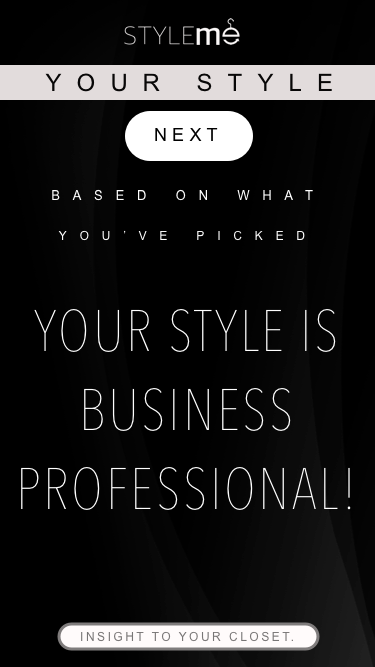 STYLEme
YOUR STYLE
NEXT
BASED ON WHAT
YOU'VE PICKED
YOUR STYLE IS
BUSINESS
PROFESSIONAL!
INSIGHT TO YOUR CLOSET.